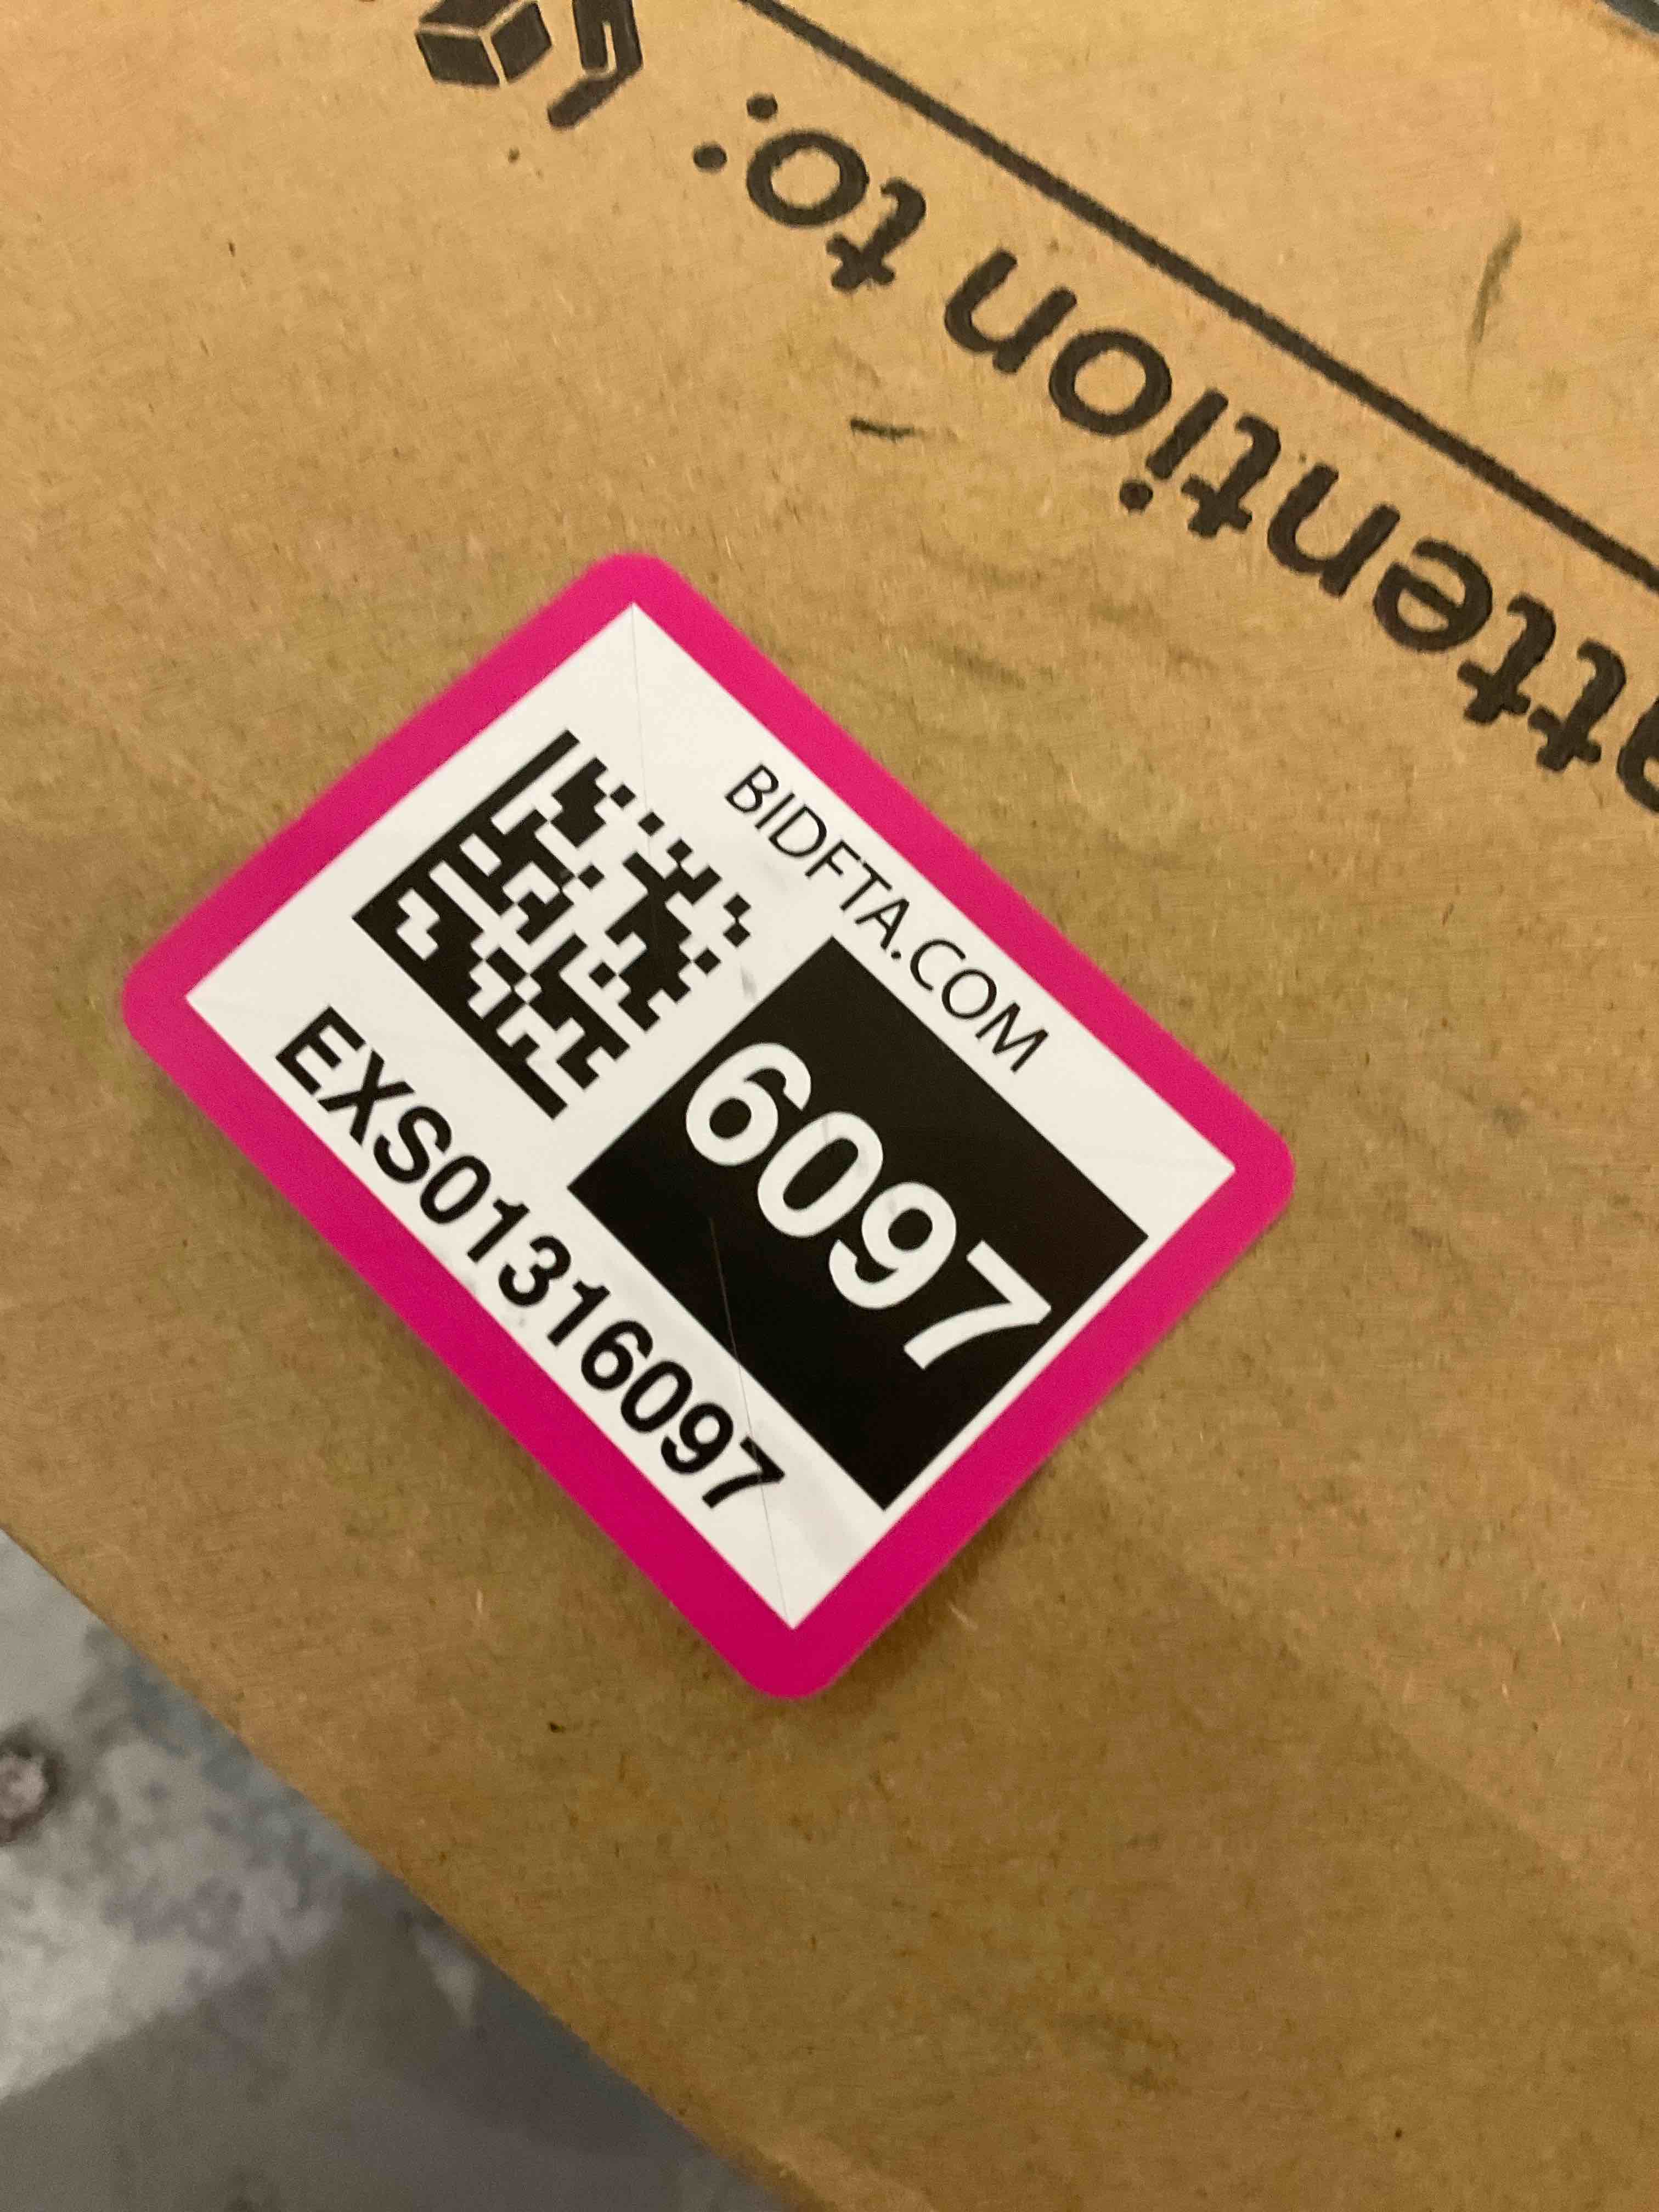 attention to:
BIDFTA.COM
6097
EXS01316097